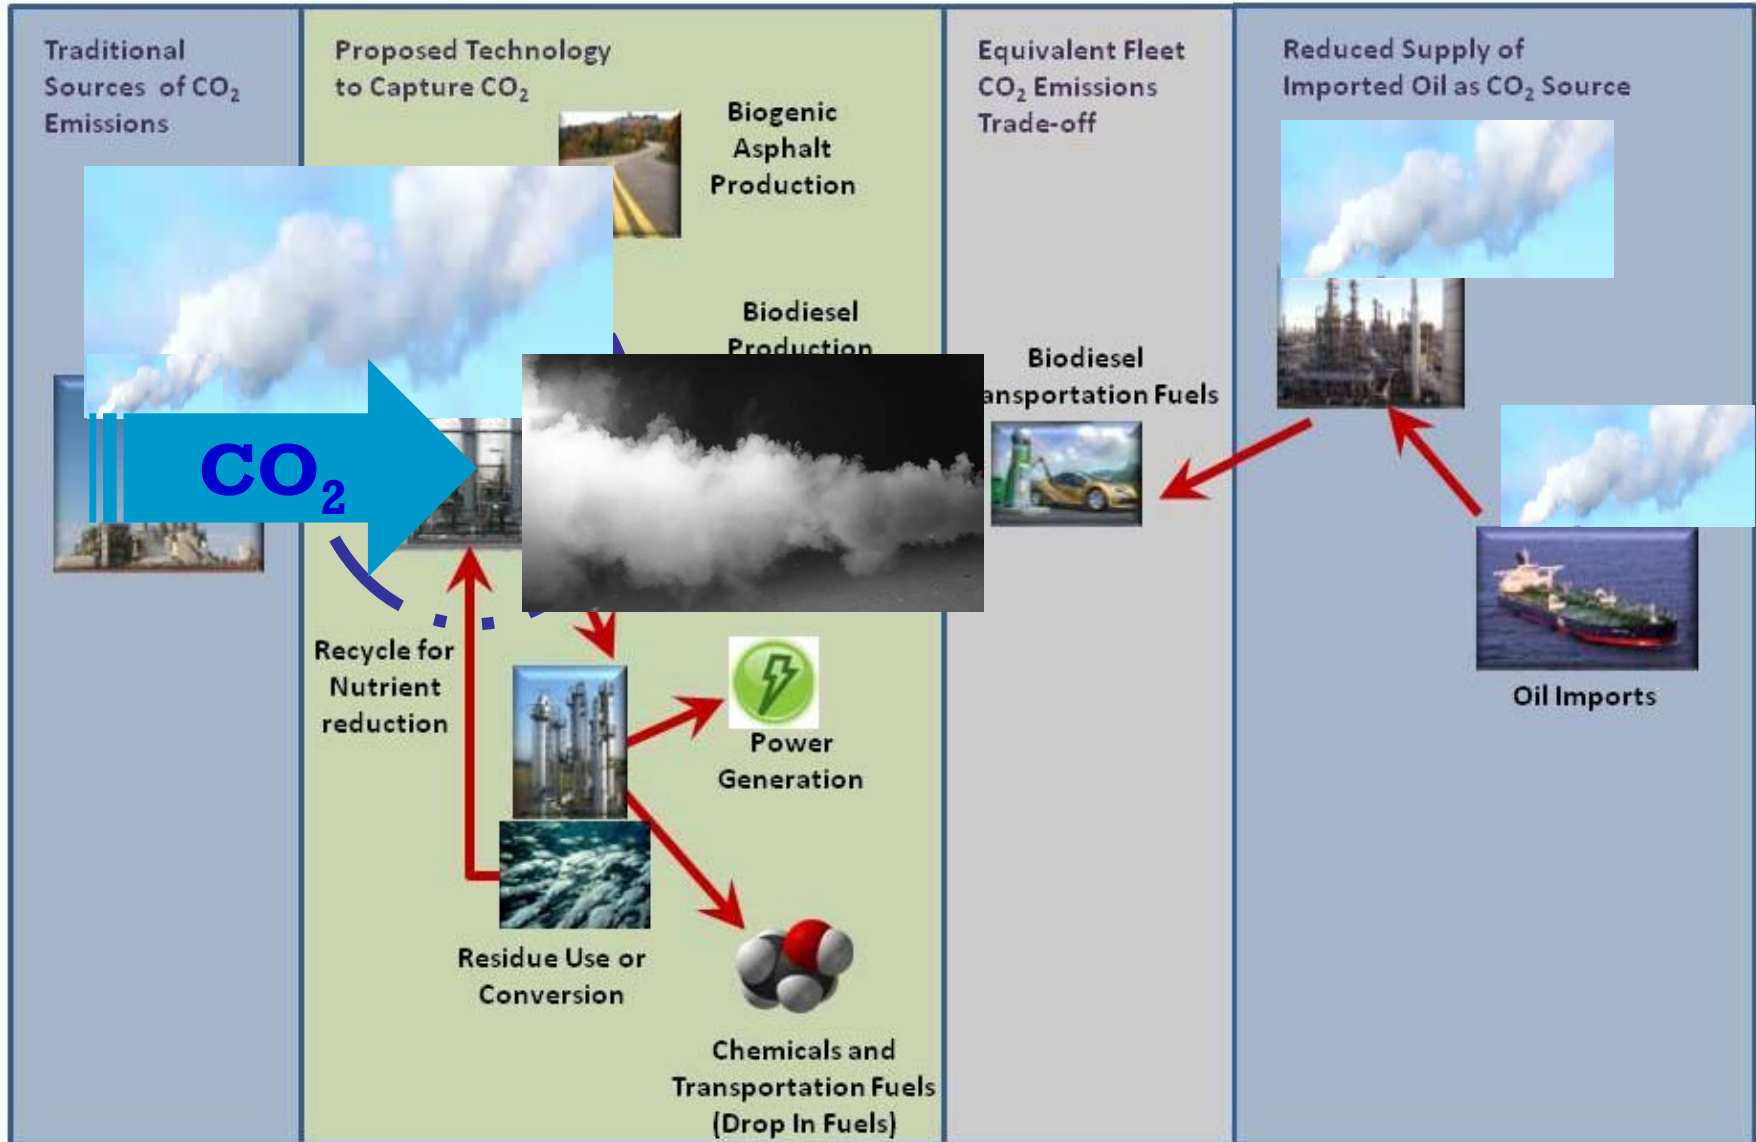 Traditional
Sources of CO₂
Emissions
Proposed Technology
to Capture CO₂
Equivalent Fleet
CO₂ Emissions
Trade-off
Reduced Supply of
Imported Oil as CO₂ Source
Biogenic
Asphalt
Production
Biodiesel
Production
Biodiesel
ansportation Fuels
CO₂
Recycle for
Nutrient
reduction
Power
Generation
Oil Imports
Residue Use or
Conversion
Chemicals and
Transportation Fuels
(Drop In Fuels)